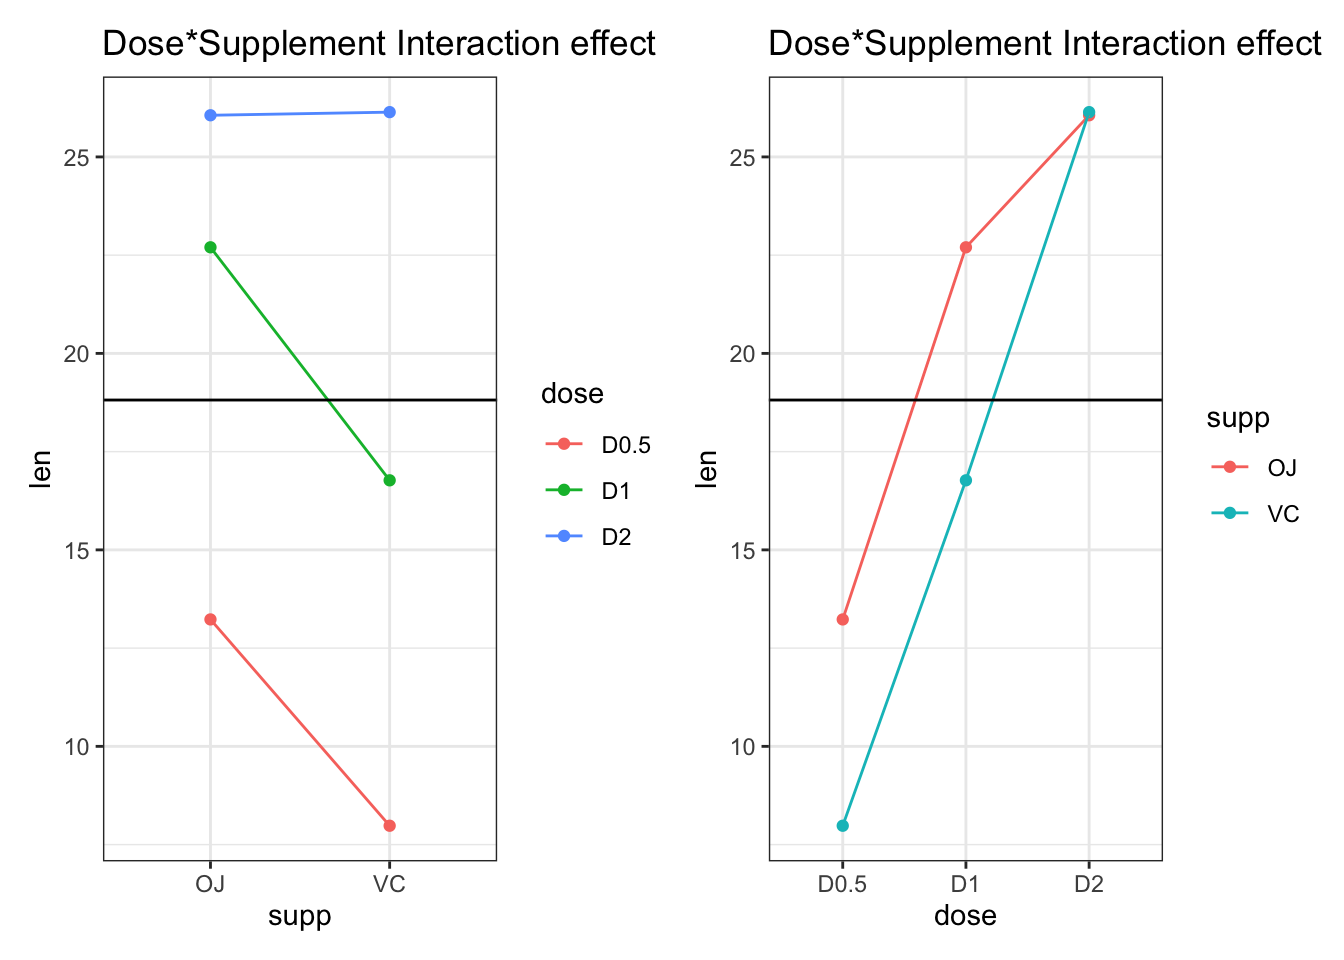 Dose*Supplement Interaction effect
len
25
20
15
10
OJ VC
supp
dose
D0.5
D1
D2
Dose*Supplement Interaction effect
len
25
20
15
10
D0.5 D1 D2
dose
supp
OJ
VC